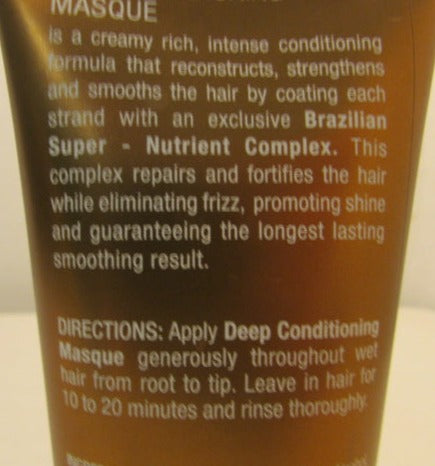 MASQUE
is a creamy rich, intense conditioning
formula that reconstructs, strengthens
and smooths the hair by coating each
strand with an exclusive Brazilian
Super - Nutrient Complex. This
complex repairs and fortifies the hair
while eliminating frizz, promoting shine
and guaranteeing the longest lasting
smoothing result.
DIRECTIONS: Apply Deep Conditioning
Masque generously throughout wet
hair from root to tip. Leave in hair for
10 to 20 minutes and rinse thoroughly.